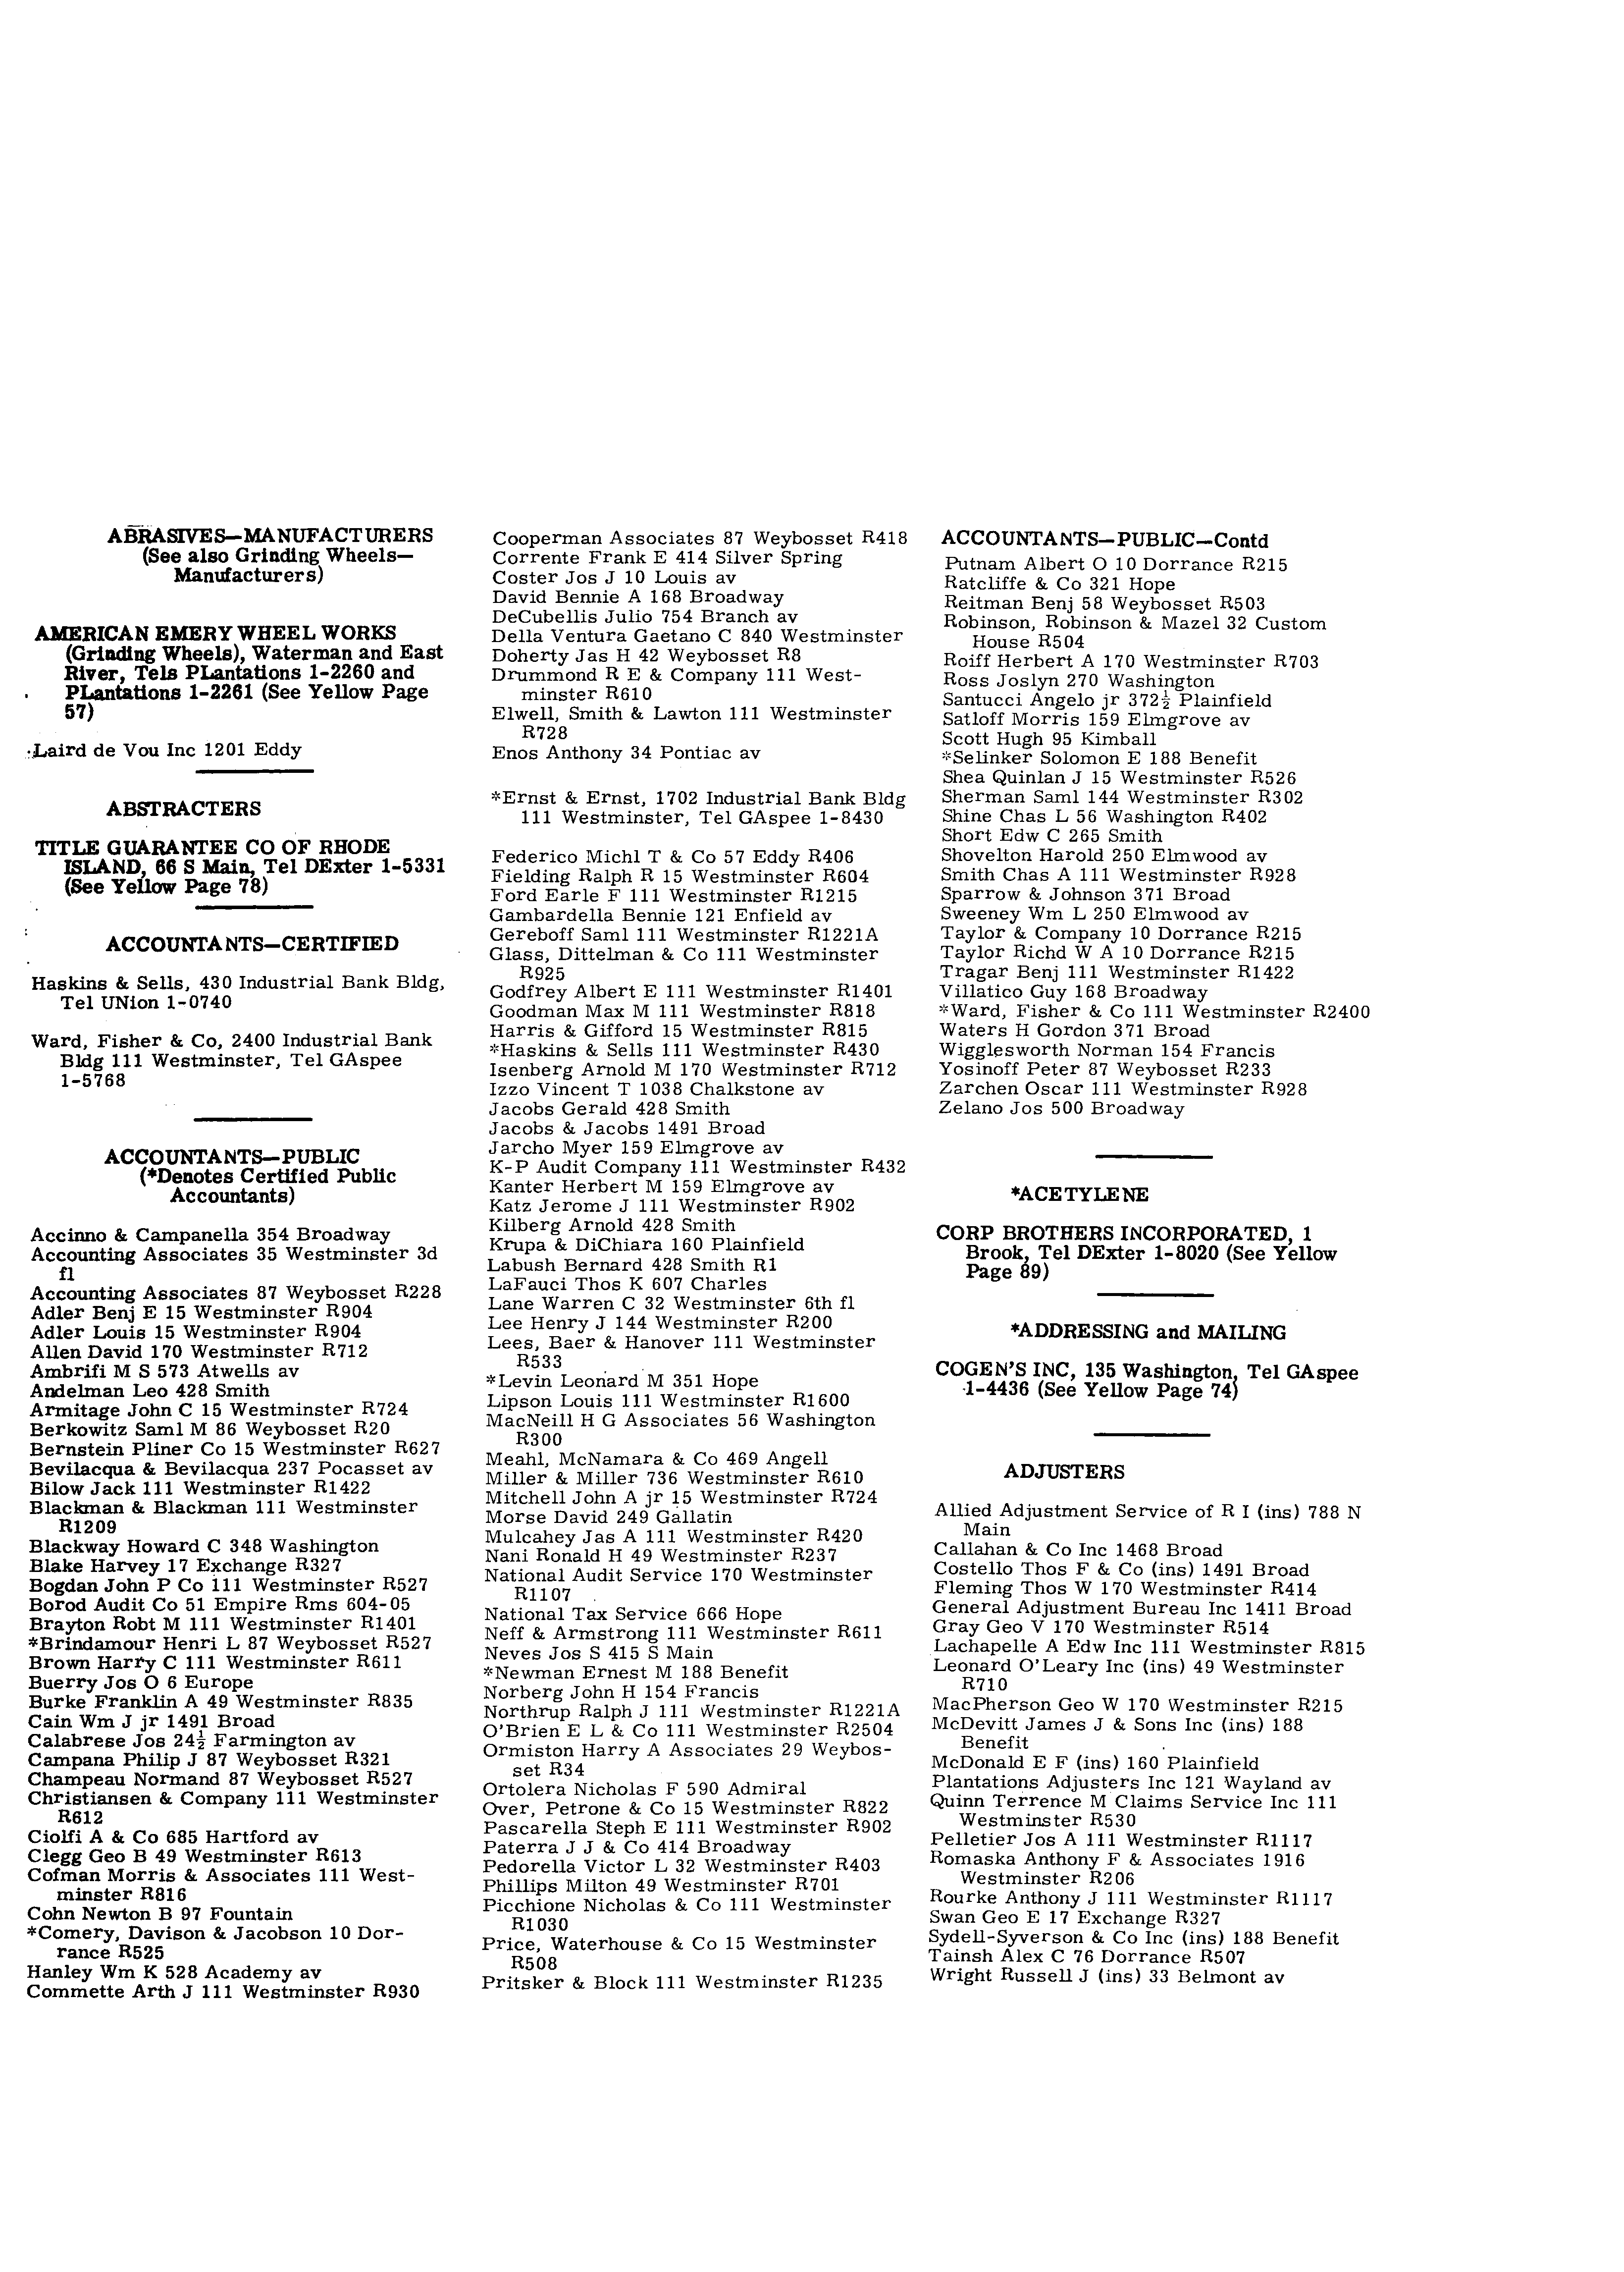 ABRASIVES—MANUFACTURERS
(See also Grinding Wheels—
Manufacturers)
AMERICAN EMERY WHEEL WORKS
(Grinding Wheels), Waterman and East
River, Tels PLantations 1-2260 and
PLantations 1-2261 (See Yellow Page
57)
Laird de Vou Inc 1201 Eddy
ABSTRACTERS
TITLE GUARANTEE CO OF RHODE
ISLAND, 66 S Main, Tel DExter 1-5331
(See Yellow Page 78)
ACCOUNTANTS—CERTIFIED
Haskins & Sells, 430 Industrial Bank Bldg,
Tel UNion 1-0740
Ward, Fisher & Co, 2400 Industrial Bank
Bldg 111 Westminster, Tel GAspee
1-5768
ACCOUNTANTS—PUBLIC
(*Denotes Certified Public
Accountants)
Accinno & Campanella 354 Broadway
Accounting Associates 35 Westminster 3d
fl
Accounting Associates 87 Weybosset R228
Adler Benj E 15 Westminster R904
Adler Louis 15 Westminster R904
Allen David 170 Westminster R712
Ambrifi M S 573 Atwells av
Andelman Leo 428 Smith
Armitage John C 15 Westminster R724
Berkowitz Saml M 86 Weybosset R20
Bernstein Pliner Co 15 Westminster R627
Bevilacqua & Bevilacqua 237 Pocasset av
Bilow Jack 111 Westminster R1422
Blackman & Blackman 111 Westminster
R1209
Blackway Howard C 348 Washington
Blake Harvey 17 Exchange R327
Bogdan John P Co 111 Westminster R527
Borod Audit Co 51 Empire Rms 604-05
Brayton Robt M 111 Westminster R1401
*Brindamour Henri L 87 Weybosset R527
Brown Harry C 111 Westminster R611
Buerry Jos O 6 Europe
Burke Franklin A 49 Westminster R835
Cain Wm J jr 1491 Broad
Calabrese Jos 24½ Farmington av
Campana Philip J 87 Weybosset R321
Champeau Normand 87 Weybosset R527
Christiansen & Company 111 Westminster
R612
Ciolfi A & Co 685 Hartford av
Clegg Geo B 49 Westminster R613
Cofman Morris & Associates 111 West-
minster R816
Cohn Newton B 97 Fountain
*Comery, Davison & Jacobson 10 Dor-
rance R525
Hanley Wm K 528 Academy av
Commette Arth J 111 Westminster R930
Cooperman Associates 87 Weybosset R418
Corrente Frank E 414 Silver Spring
Coster Jos J 10 Louis av
David Bennie A 168 Broadway
DeCubellis Julio 754 Branch av
Della Ventura Gaetano C 840 Westminster
Doherty Jas H 42 Weybosset R8
Drummond R E & Company 111 West-
minster R610
Elwell, Smith & Lawton 111 Westminster
R728
Enos Anthony 34 Pontiac av
*Ernst & Ernst, 1702 Industrial Bank Bldg
111 Westminster, Tel GAspee 1-8430
Federico Michl T & Co 57 Eddy R406
Fielding Ralph R 15 Westminster R604
Ford Earle F 111 Westminster R1215
Gambardella Bennie 121 Enfield av
Gereboff Saml 111 Westminster R1221A
Glass, Dittelman & Co 111 Westminster
R925
Godfrey Albert E 111 Westminster R1401
Goodman Max M 111 Westminster R818
Harris & Gifford 15 Westminster R815
*Haskins & Sells 111 Westminster R430
Isenberg Arnold M 170 Westminster R712
Izzo Vincent T 1038 Chalkstone av
Jacobs Gerald 428 Smith
Jacobs & Jacobs 1491 Broad
Jarcho Myer 159 Elmgrove av
K-P Audit Company 111 Westminster R432
Kanter Herbert M 159 Elmgrove av
Katz Jerome J 111 Westminster R902
Kilberg Arnold 428 Smith
Krupa & DiChiara 160 Plainfield
Labush Bernard 428 Smith R1
LaFauci Thos K 607 Charles
Lane Warren C 32 Westminster 6th fl
Lee Henry J 144 Westminster R200
Lees, Baer & Hanover 111 Westminster
R533
*Levin Leonard M 351 Hope
Lipson Louis 111 Westminster R1600
MacNeill H G Associates 56 Washington
R300
Meahl, McNamara & Co 469 Angell
Miller & Miller 736 Westminster R610
Mitchell John A jr 15 Westminster R724
Morse David 249 Gallatin
Mulcahey Jas A 111 Westminster R420
Nani Ronald H 49 Westminster R237
National Audit Service 170 Westminster
R1107
National Tax Service 666 Hope
Neff & Armstrong 111 Westminster R611
Neves Jos S 415 S Main
*Newman Ernest M 188 Benefit
Norberg John H 154 Francis
Northrup Ralph J 111 Westminster R1221A
O'Brien E L & Co 111 Westminster R2504
Ormiston Harry A Associates 29 Weybos-
set R34
Ortolera Nicholas F 590 Admiral
Over, Petrone & Co 15 Westminster R822
Pascarella Steph E 111 Westminster R902
Paterra J J & Co 414 Broadway
Pedorella Victor L 32 Westminster R403
Phillips Milton 49 Westminster R701
Picchione Nicholas & Co 111 Westminster
R1030
Price, Waterhouse & Co 15 Westminster
R508
Pritsker & Block 111 Westminster R1235
ACCOUNTANTS—PUBLIC—Contd
Putnam Albert O 10 Dorrance R215
Ratcliffe & Co 321 Hope
Reitman Benj 58 Weybosset R503
Robinson, Robinson & Mazel 32 Custom
House R504
Roiff Herbert A 170 Westminster R703
Ross Joslyn 270 Washington
Santucci Angelo jr 372½ Plainfield
Satloff Morris 159 Elmgrove av
Scott Hugh 95 Kimball
*Selinker Solomon E 188 Benefit
Shea Quinlan J 15 Westminster R526
Sherman Saml 144 Westminster R302
Shine Chas L 56 Washington R402
Short Edw C 265 Smith
Shovelton Harold 250 Elmwood av
Smith Chas A 111 Westminster R928
Sparrow & Johnson 371 Broad
Sweeney Wm L 250 Elmwood av
Taylor & Company 10 Dorrance R215
Taylor Richd W A 10 Dorrance R215
Tragar Benj 111 Westminster R1422
Villatico Guy 168 Broadway
*Ward, Fisher & Co 111 Westminster R2400
Waters H Gordon 371 Broad
Wigglesworth Norman 154 Francis
Yosinoff Peter 87 Weybosset R233
Zarchen Oscar 111 Westminster R928
Zelano Jos 500 Broadway
*ACETYLENE
CORP BROTHERS INCORPORATED, 1
Brook, Tel DExter 1-8020 (See Yellow
Page 89)
*ADDRESSING and MAILING
COGEN'S INC, 135 Washington, Tel GAspee
1-4436 (See Yellow Page 74)
ADJUSTERS
Allied Adjustment Service of R I (ins) 788 N
Main
Callahan & Co Inc 1468 Broad
Costello Thos F & Co (ins) 1491 Broad
Fleming Thos W 170 Westminster R414
General Adjustment Bureau Inc 1411 Broad
Gray Geo V 170 Westminster R514
Lachapelle A Edw Inc 111 Westminster R815
Leonard O'Leary Inc (ins) 49 Westminster
R710
MacPherson Geo W 170 Westminster R215
McDevitt James J & Sons Inc (ins) 188
Benefit
McDonald E F (ins) 160 Plainfield
Plantations Adjusters Inc 121 Wayland av
Quinn Terrence M Claims Service Inc 111
Westminster R530
Pelletier Jos A 111 Westminster R1117
Romaska Anthony F & Associates 1916
Westminster R206
Rourke Anthony J 111 Westminster R1117
Swan Geo E 17 Exchange R327
Sydell-Syverson & Co Inc (ins) 188 Benefit
Tainsh Alex C 76 Dorrance R507
Wright Russell J (ins) 33 Belmont av